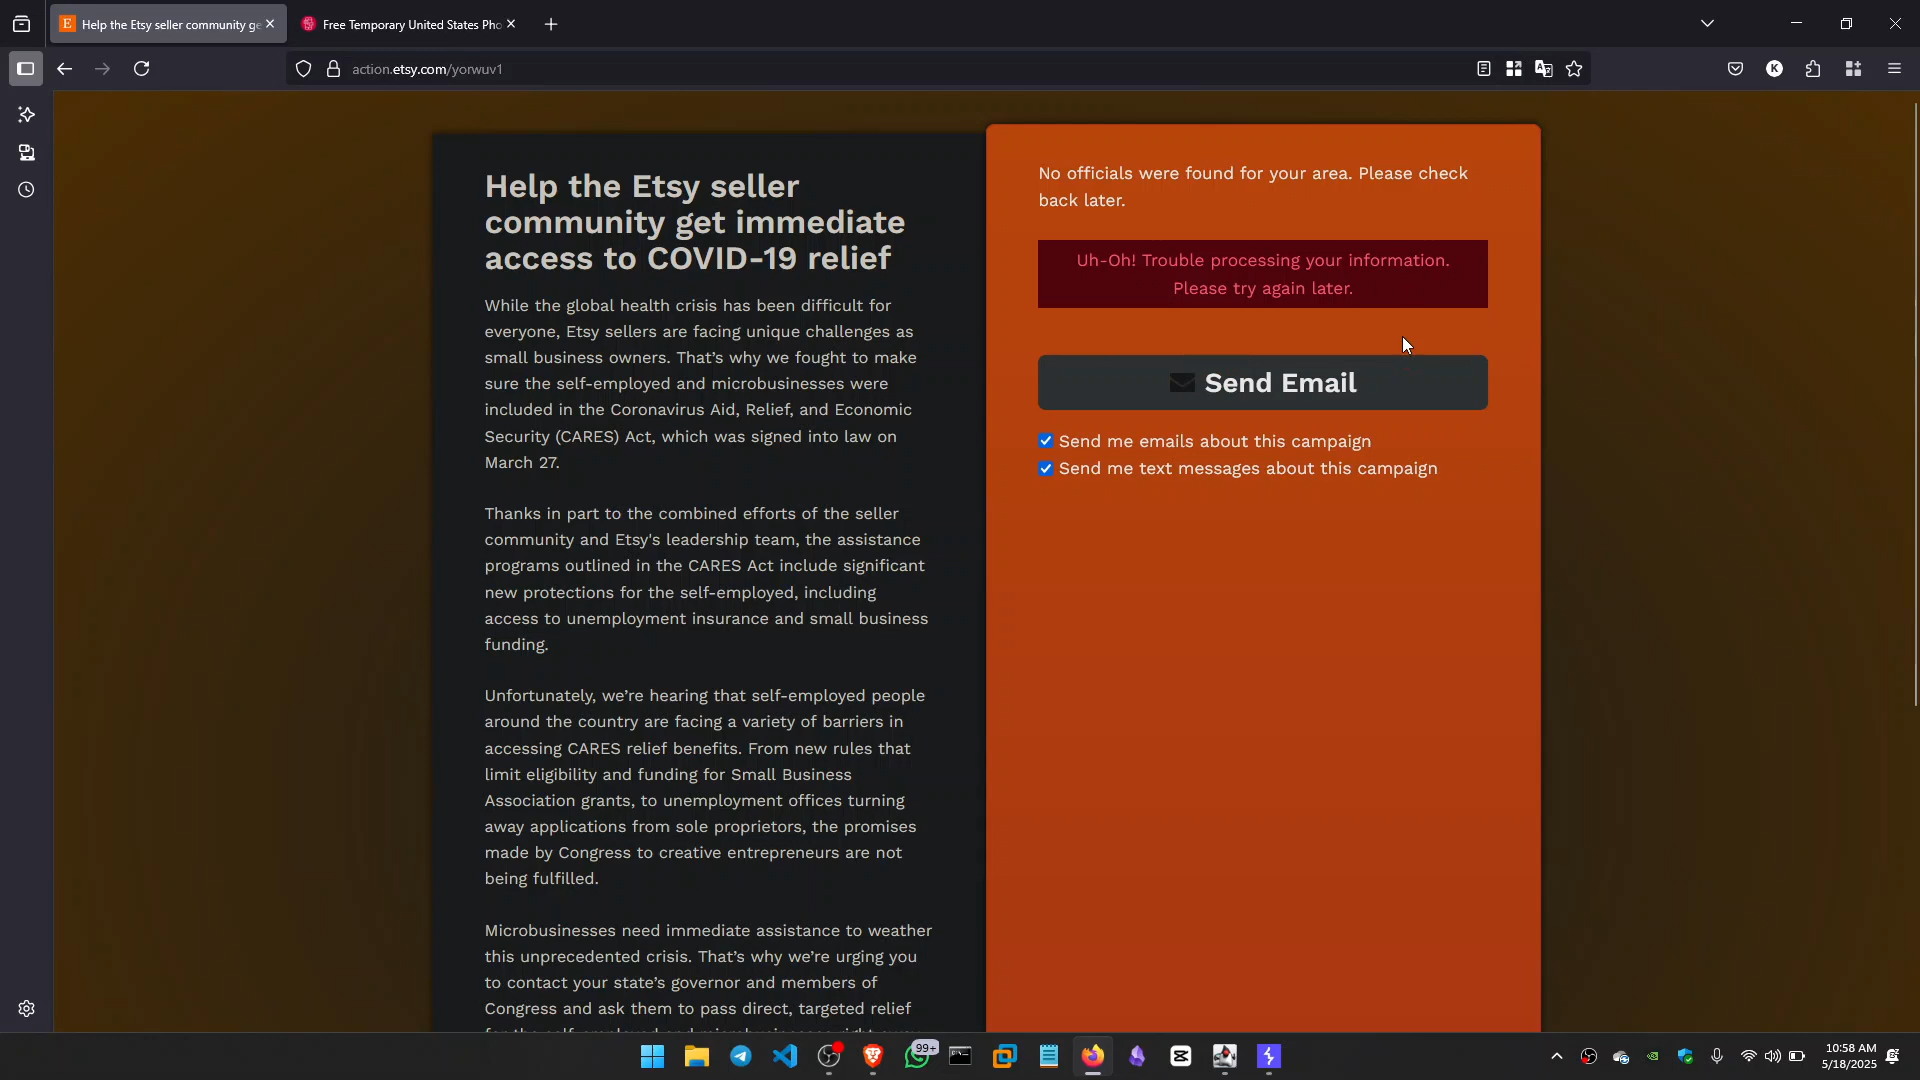 Help the Etsy seller community ge
Free Temporary United States Pho
action.etsy.com/yorwuv1
K
Help the Etsy seller
community get immediate
access to COVID-19 relief
While the global health crisis has been difficult for
everyone, Etsy sellers are facing unique challenges as
small business owners. That’s why we fought to make
sure the self-employed and microbusinesses were
included in the Coronavirus Aid, Relief, and Economic
Security (CARES) Act, which was signed into law on
March 27.
Thanks in part to the combined efforts of the seller
community and Etsy's leadership team, the assistance
programs outlined in the CARES Act include significant
new protections for the self-employed, including
access to unemployment insurance and small business
funding.
Unfortunately, we’re hearing that self-employed people
around the country are facing a variety of barriers in
accessing CARES relief benefits. From new rules that
limit eligibility and funding for Small Business
Association grants, to unemployment offices turning
away applications from sole proprietors, the promises
made by Congress to creative entrepreneurs are not
being fulfilled.
Microbusinesses need immediate assistance to weather
this unprecedented crisis. That’s why we’re urging you
to contact your state’s governor and members of
Congress and ask them to pass direct, targeted relief
No officials were found for your area. Please check
back later.
Uh-Oh! Trouble processing your information.
Please try again later.
Send Email
Send me emails about this campaign
Send me text messages about this campaign
99+
10:58 AM
5/18/2025